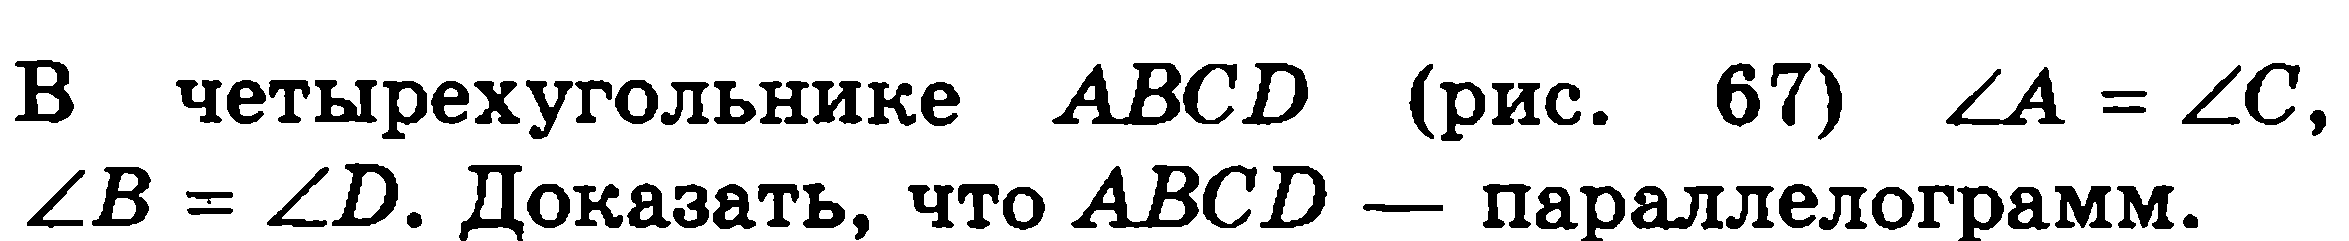 В четырехугольнике ABCD (рис. 67) ∠A = ∠C,
∠B = ∠D. Доказать, что ABCD — параллелограмм.